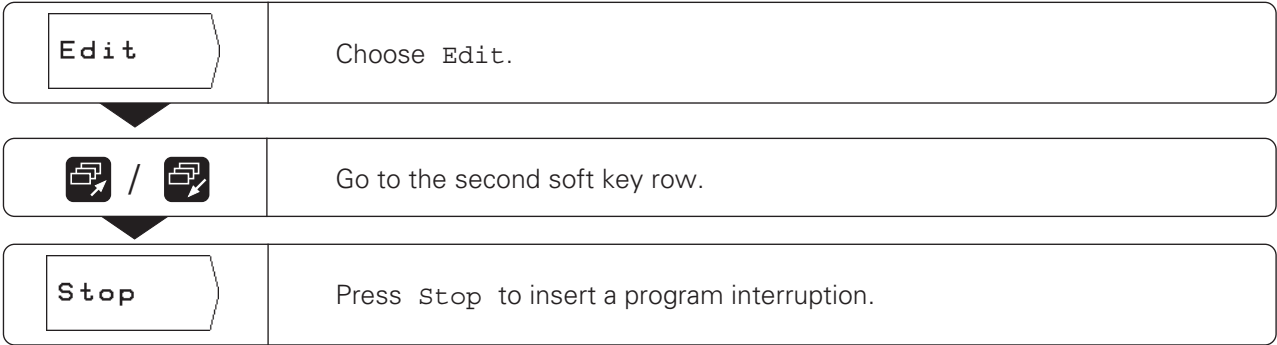 Edit
Choose Edit.
/
Go to the second soft key row.
Stop
Press Stop to insert a program interruption.